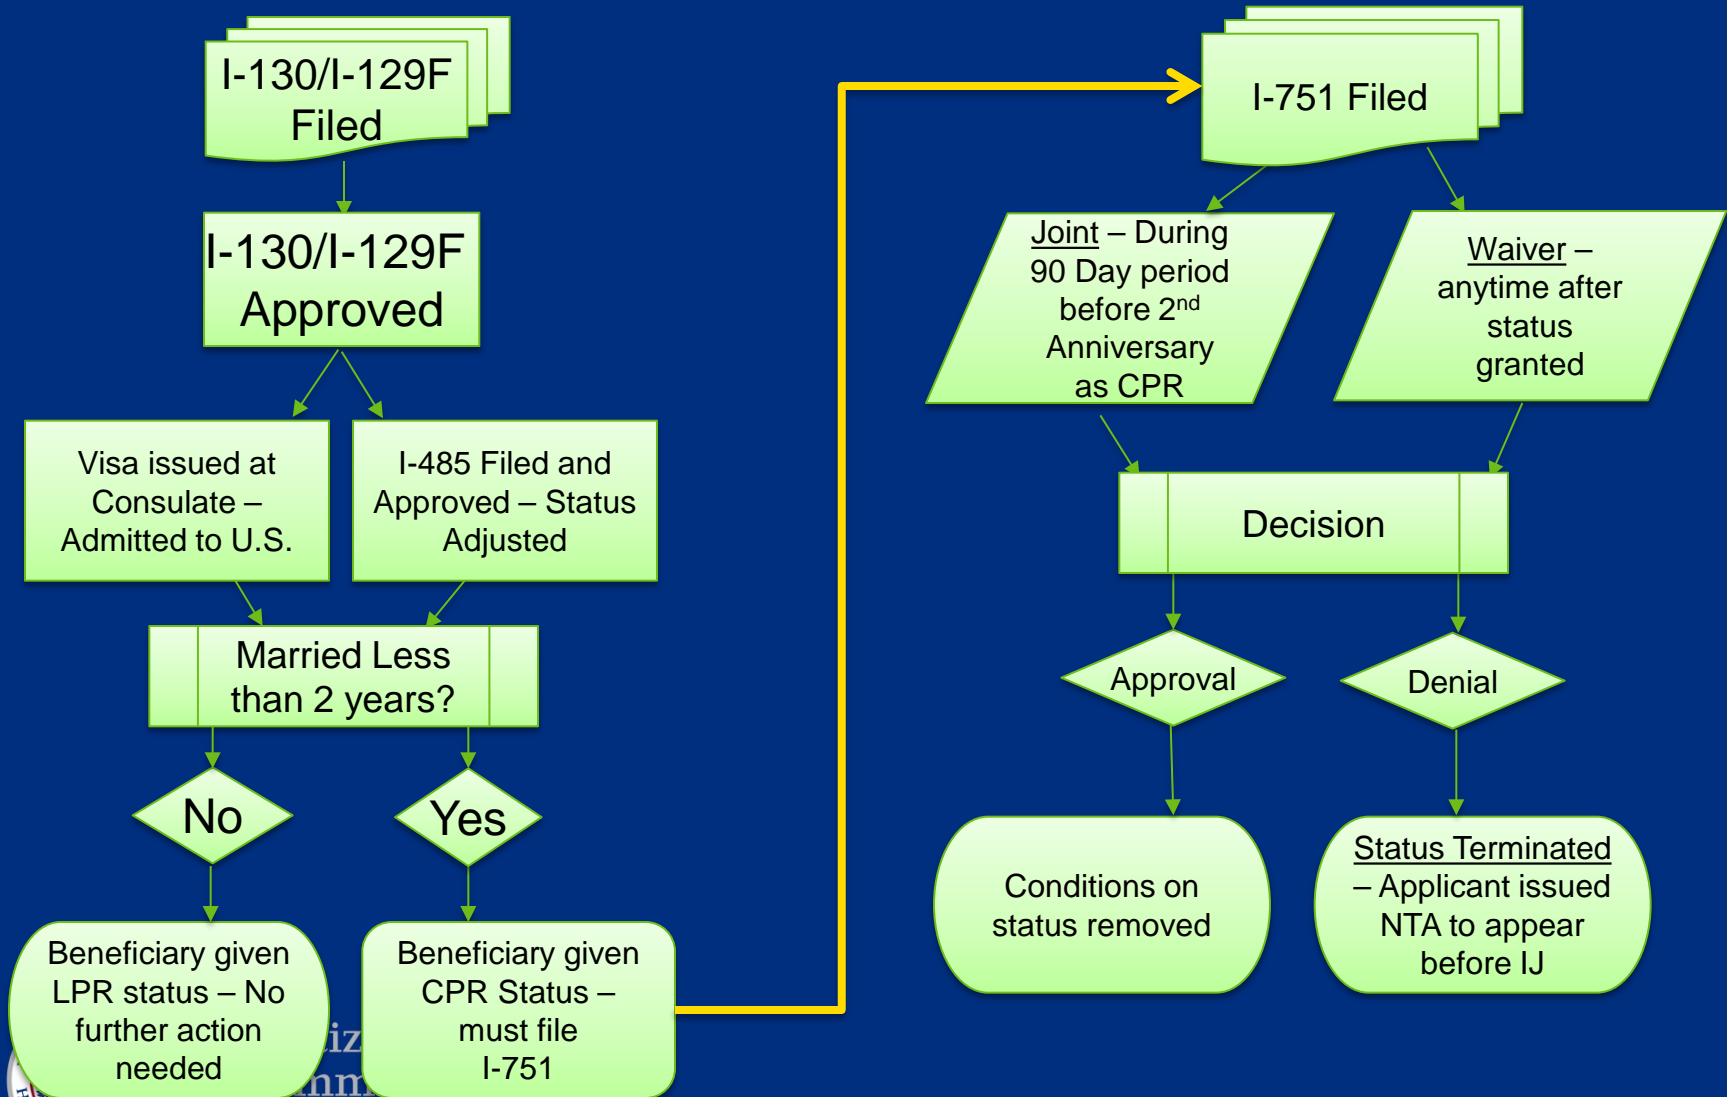 I-130/I-129F
Filed
I-130/I-129F
Approved
Visa issued at
Consulate –
Admitted to U.S.
I-485 Filed and
Approved – Status
Adjusted
Married Less
than 2 years?
No
Yes
Beneficiary given
LPR status – No
further action
needed
Beneficiary given
CPR Status –
must file
I-751
I-751 Filed
Joint – During
90 Day period
before 2nd
Anniversary
as CPR
Waiver –
anytime after
status
granted
Decision
Approval
Denial
Conditions on
status removed
Status Terminated
– Applicant issued
NTA to appear
before IJ